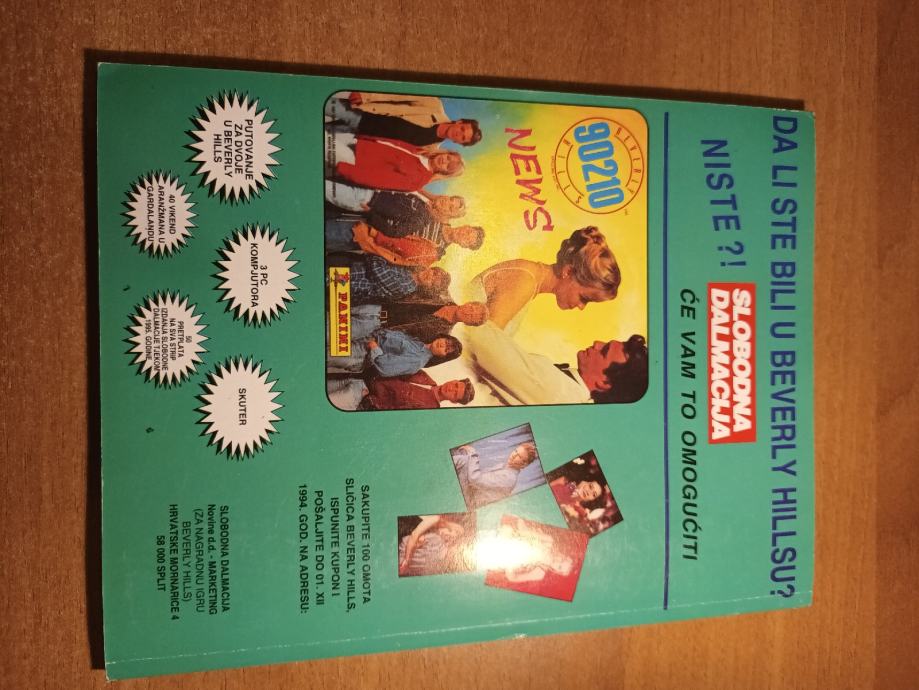 DA LI STE BILI U BEVERLY HILLSU?
NISTE?!
SLOBODNA
DALMACIJA
ĆE VAM TO OMOGUĆITI
BEVERLY
90210
HILLS
NEWS
PANINI
PUTOVANJE
ZA DVOJE
U BEVERLY
HILLS
3 PC
KOMPJUTORA
SKUTER
40 VIKEND
ARANŽMANA U
GARDALANDU
50
PRETPLATA
NA SVA STRIP
IZDANJA SLOBODNE
DALMACIJE TIJEKOM
1995. GODINE
SAKUPITE 100 OMOTA
SLIČICA BEVERLY HILLS,
ISPUNITE KUPON I
POŠALJITE DO 01. XII
1994. GOD. NA ADRESU:
SLOBODNA DALMACIJA
Novine d.d. - MARKETING
(ZA NAGRADNU IGRU
BEVERLY HILLS)
HRVATSKE MORNARICE 4
58 000 SPLIT